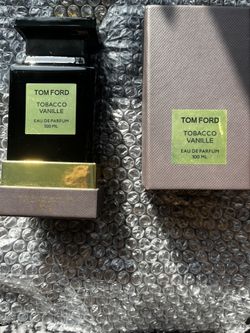 TOM FORD
TOBACCO
VANILLE
EAU DE PARFUM
100 ML
TOM FORD
TOBACCO
VANILLE
EAU DE PARFUM
100 ML